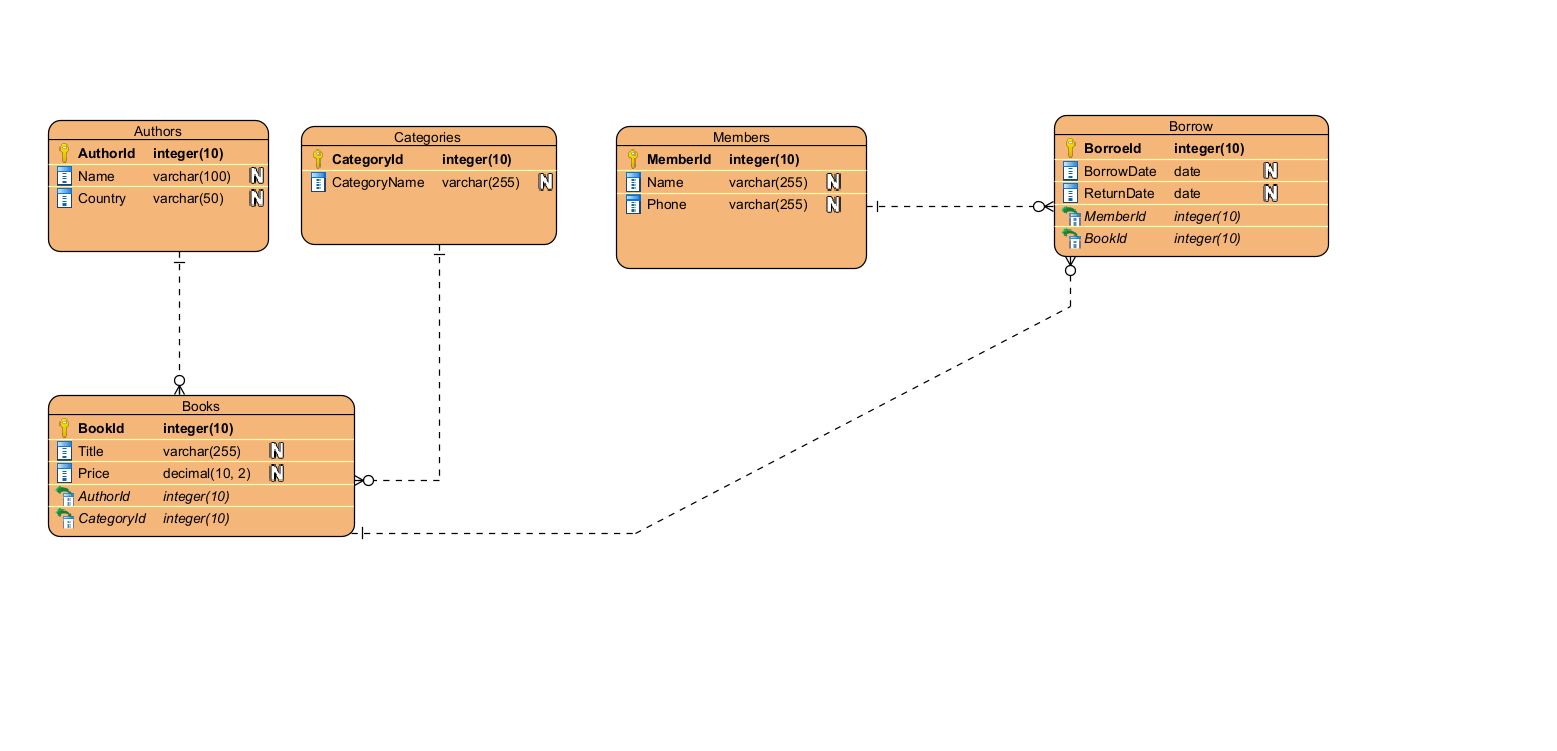 Authors
AuthorId integer(10)
Name varchar(100) N
Country varchar(50) N
Categories
CategoryId integer(10)
CategoryName varchar(255) N
Members
MemberId integer(10)
Name varchar(255) N
Phone varchar(255) N
Borrow
BorroeId integer(10)
BorrowDate date N
ReturnDate date N
MemberId integer(10)
BookId integer(10)
Books
BookId integer(10)
Title varchar(255) N
Price decimal(10, 2) N
AuthorId integer(10)
CategoryId integer(10)